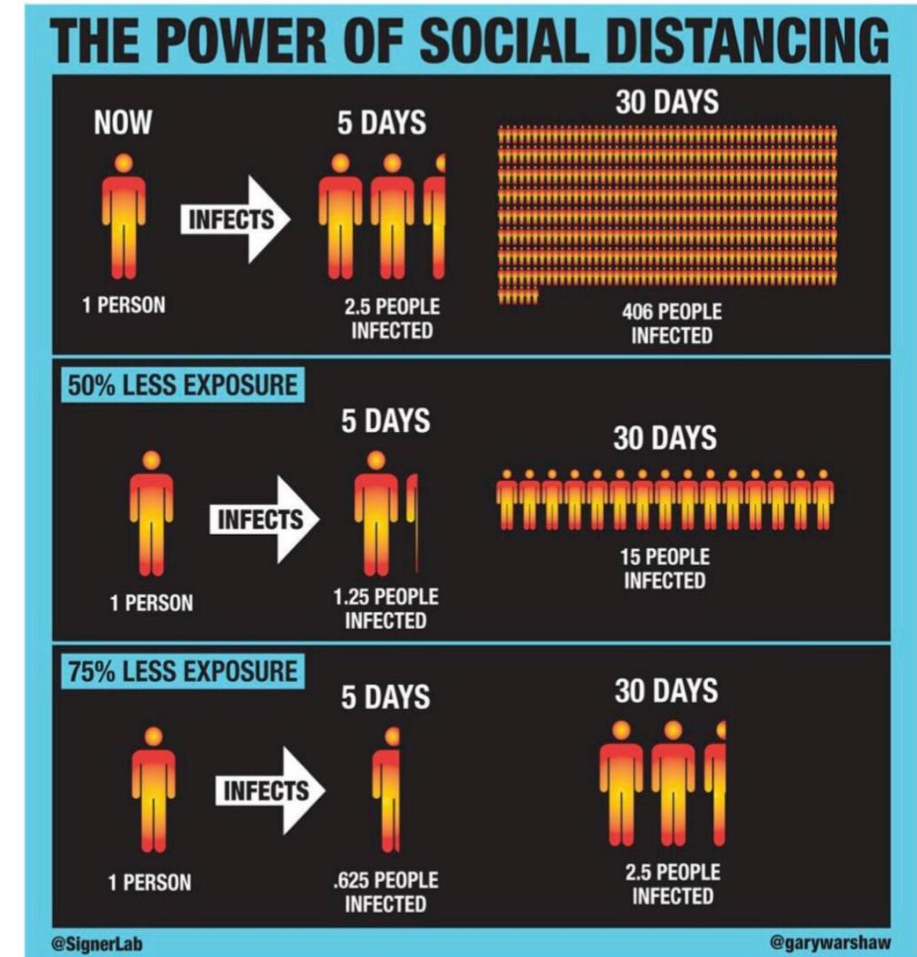 THE POWER OF SOCIAL DISTANCING
NOW
5 DAYS
30 DAYS
INFECTS
1 PERSON
2.5 PEOPLE
INFECTED
406 PEOPLE
INFECTED
50% LESS EXPOSURE
5 DAYS
30 DAYS
INFECTS
1 PERSON
1.25 PEOPLE
INFECTED
15 PEOPLE
INFECTED
75% LESS EXPOSURE
5 DAYS
30 DAYS
INFECTS
1 PERSON
.625 PEOPLE
INFECTED
2.5 PEOPLE
INFECTED
@SignerLab
@garywarshaw